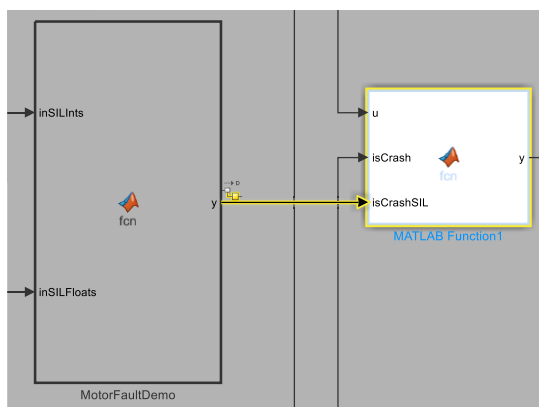 inSILInts
fcn
y
D
inSILFloats
MotorFaultDemo
u
isCrash
fcn
y
isCrashSIL
MATLAB Function1